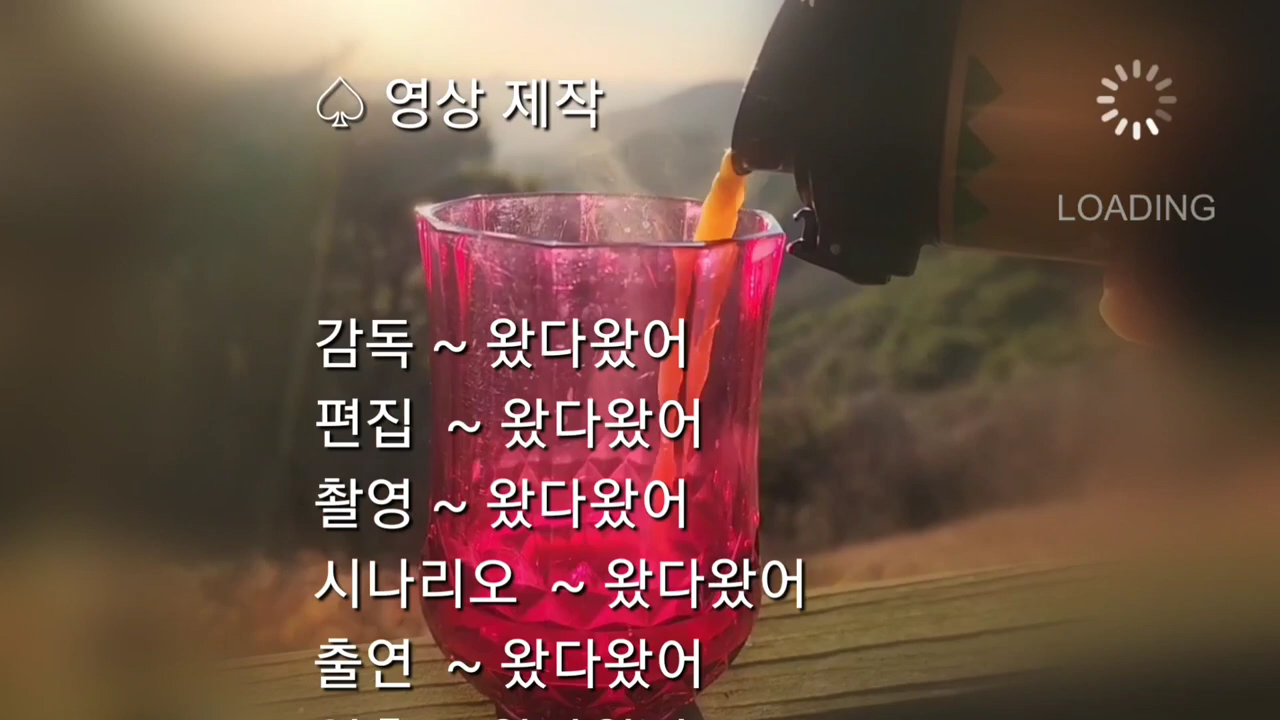 ♤ 영상 제작
LOADING
감독 ~ 왔다왔어
편집 ~ 왔다왔어
촬영 ~ 왔다왔어
시나리오 ~ 왔다왔어
출연 ~ 왔다왔어